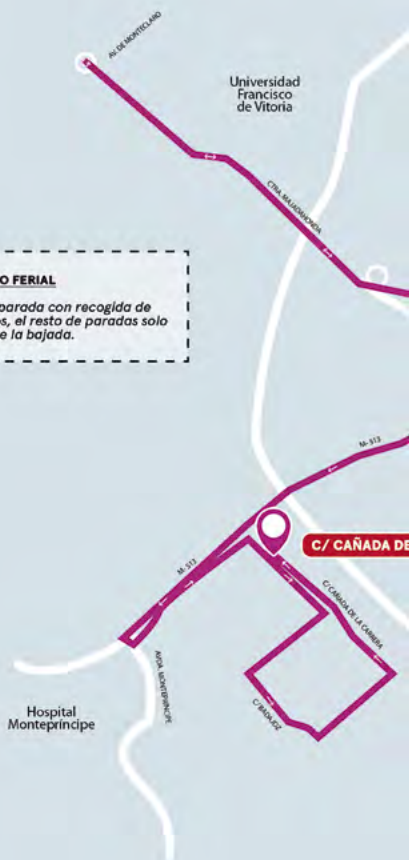 AV. DE MONTECLARO
Universidad
Francisco
de Vitoria
CTRA. MAJADAHONDA
O FERIAL
parada con recogida de
s, el resto de paradas solo
e la bajada.
M-513
C/ CAÑADA DE
M-513
C/ CAÑADA DE LA CARRERA
AVDA. MONTEPRINCIPE
C/ BADAJOZ
Hospital
Montepríncipe